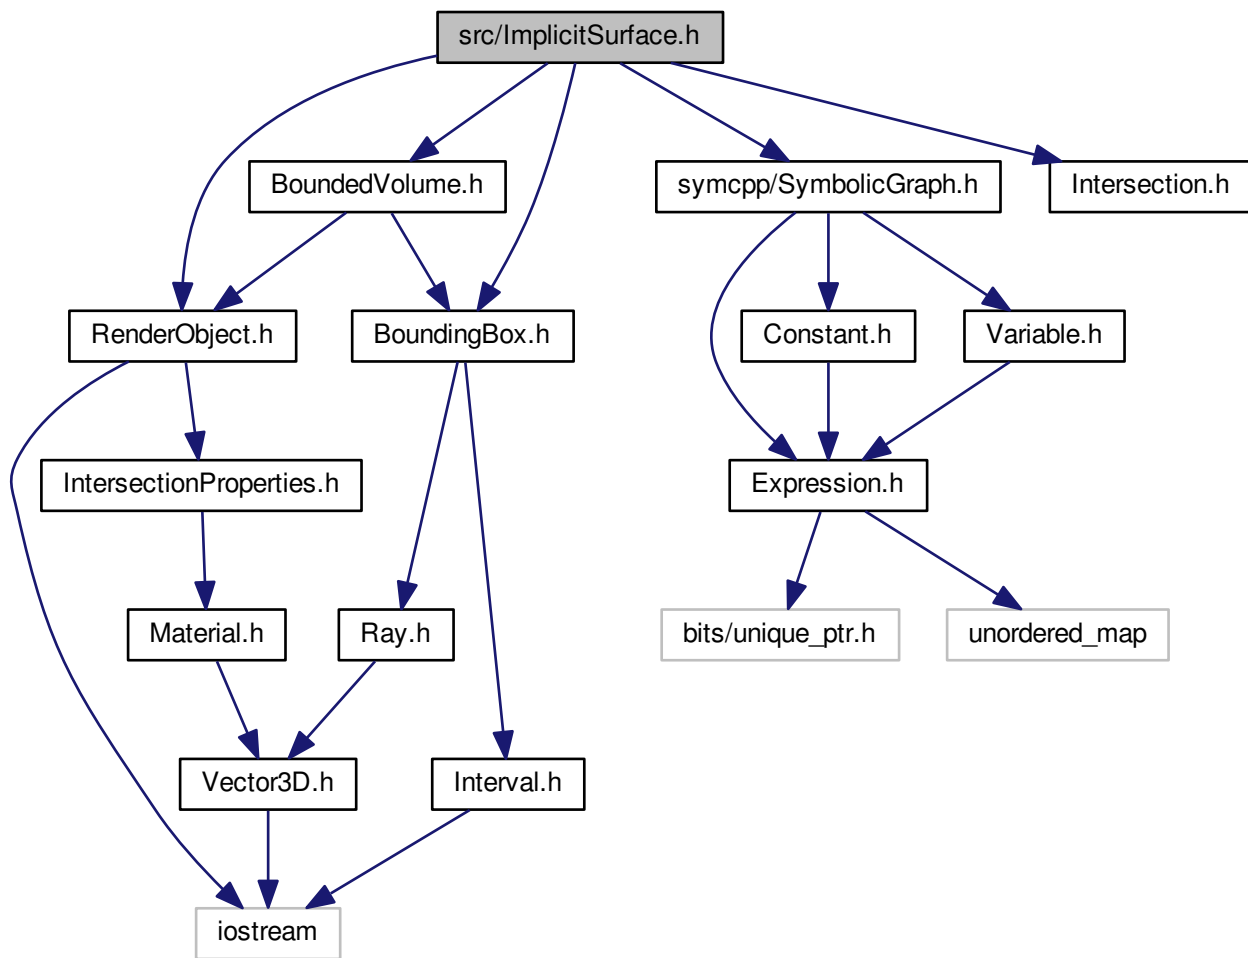 src/ImplicitSurface.h
BoundedVolume.h
symcpp/SymbolicGraph.h
Intersection.h
RenderObject.h
BoundingBox.h
Constant.h
Variable.h
IntersectionProperties.h
Expression.h
Material.h
Ray.h
bits/unique_ptr.h
unordered_map
Vector3D.h
Interval.h
iostream